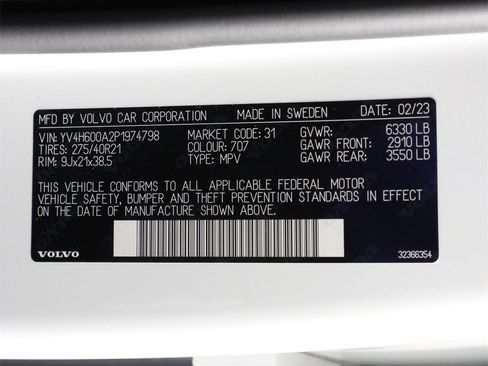 MFD BY VOLVO CAR CORPORATION MADE IN SWEDEN DATE: 02/23
VIN: YV4H600A2P1974798 MARKET CODE: 31 GVWR: 6330 LB
TIRES: 275/40R21 COLOUR: 707 GAWR FRONT: 2910 LB
RIM: 9Jx21x38.5 TYPE: MPV GAWR REAR: 3550 LB
THIS VEHICLE CONFORMS TO ALL APPLICABLE FEDERAL MOTOR
VEHICLE SAFETY, BUMPER AND THEFT PREVENTION STANDARDS IN EFFECT
ON THE DATE OF MANUFACTURE SHOWN ABOVE.
VOLVO 32366354